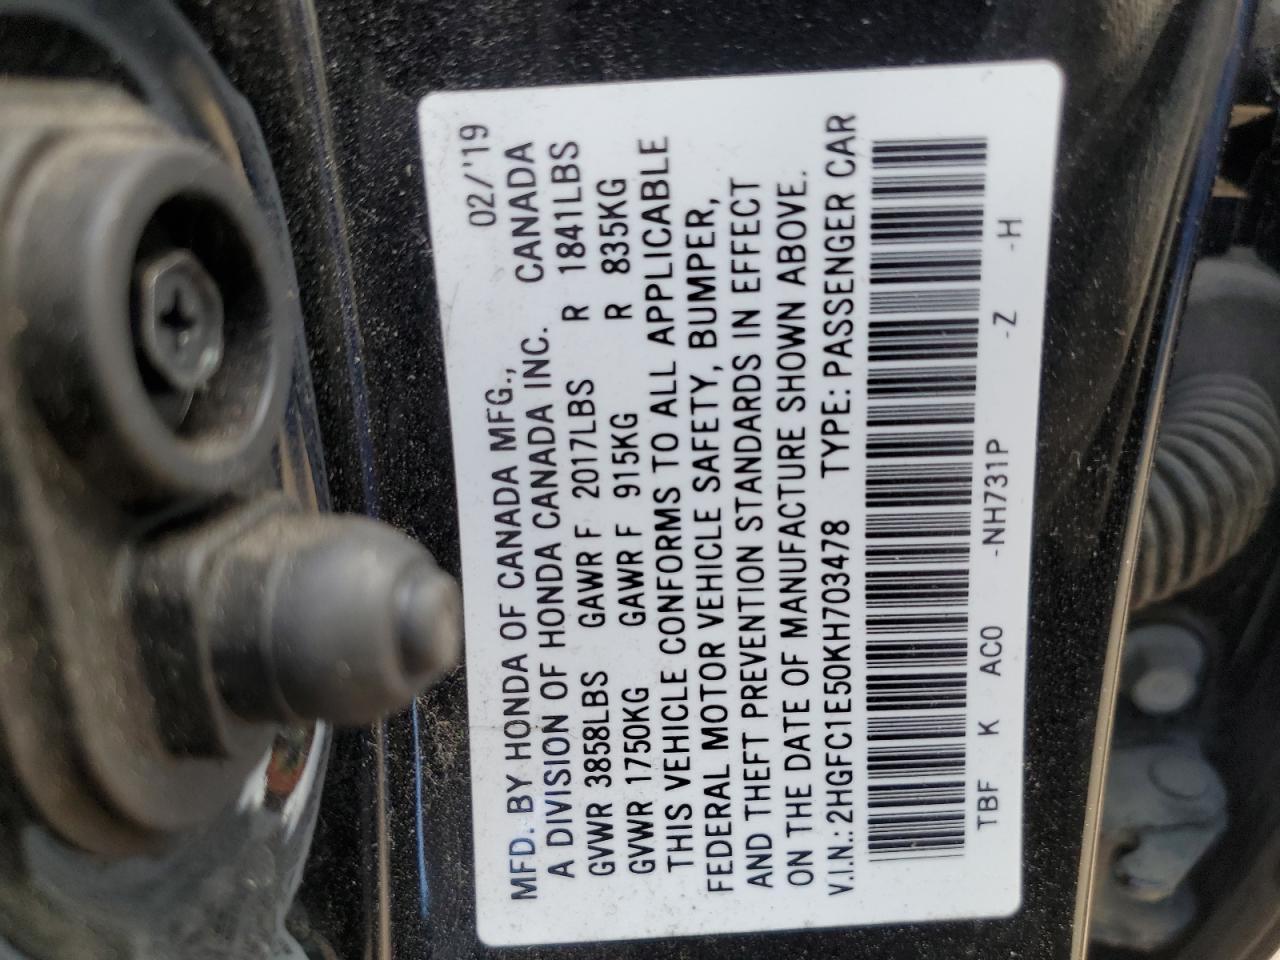 MFD. BY HONDA OF CANADA MFG., 02/'19
A DIVISION OF HONDA CANADA INC. CANADA
GVWR 3858LBS GAWR F 2017LBS R 1841LBS
GVWR 1750KG GAWR F 915KG R 835KG
THIS VEHICLE CONFORMS TO ALL APPLICABLE
FEDERAL MOTOR VEHICLE SAFETY, BUMPER,
AND THEFT PREVENTION STANDARDS IN EFFECT
ON THE DATE OF MANUFACTURE SHOWN ABOVE.
V.I.N.: 2HGFC1E50KH703478 TYPE: PASSENGER CAR
TBF K AC0 -NH731P -Z -H